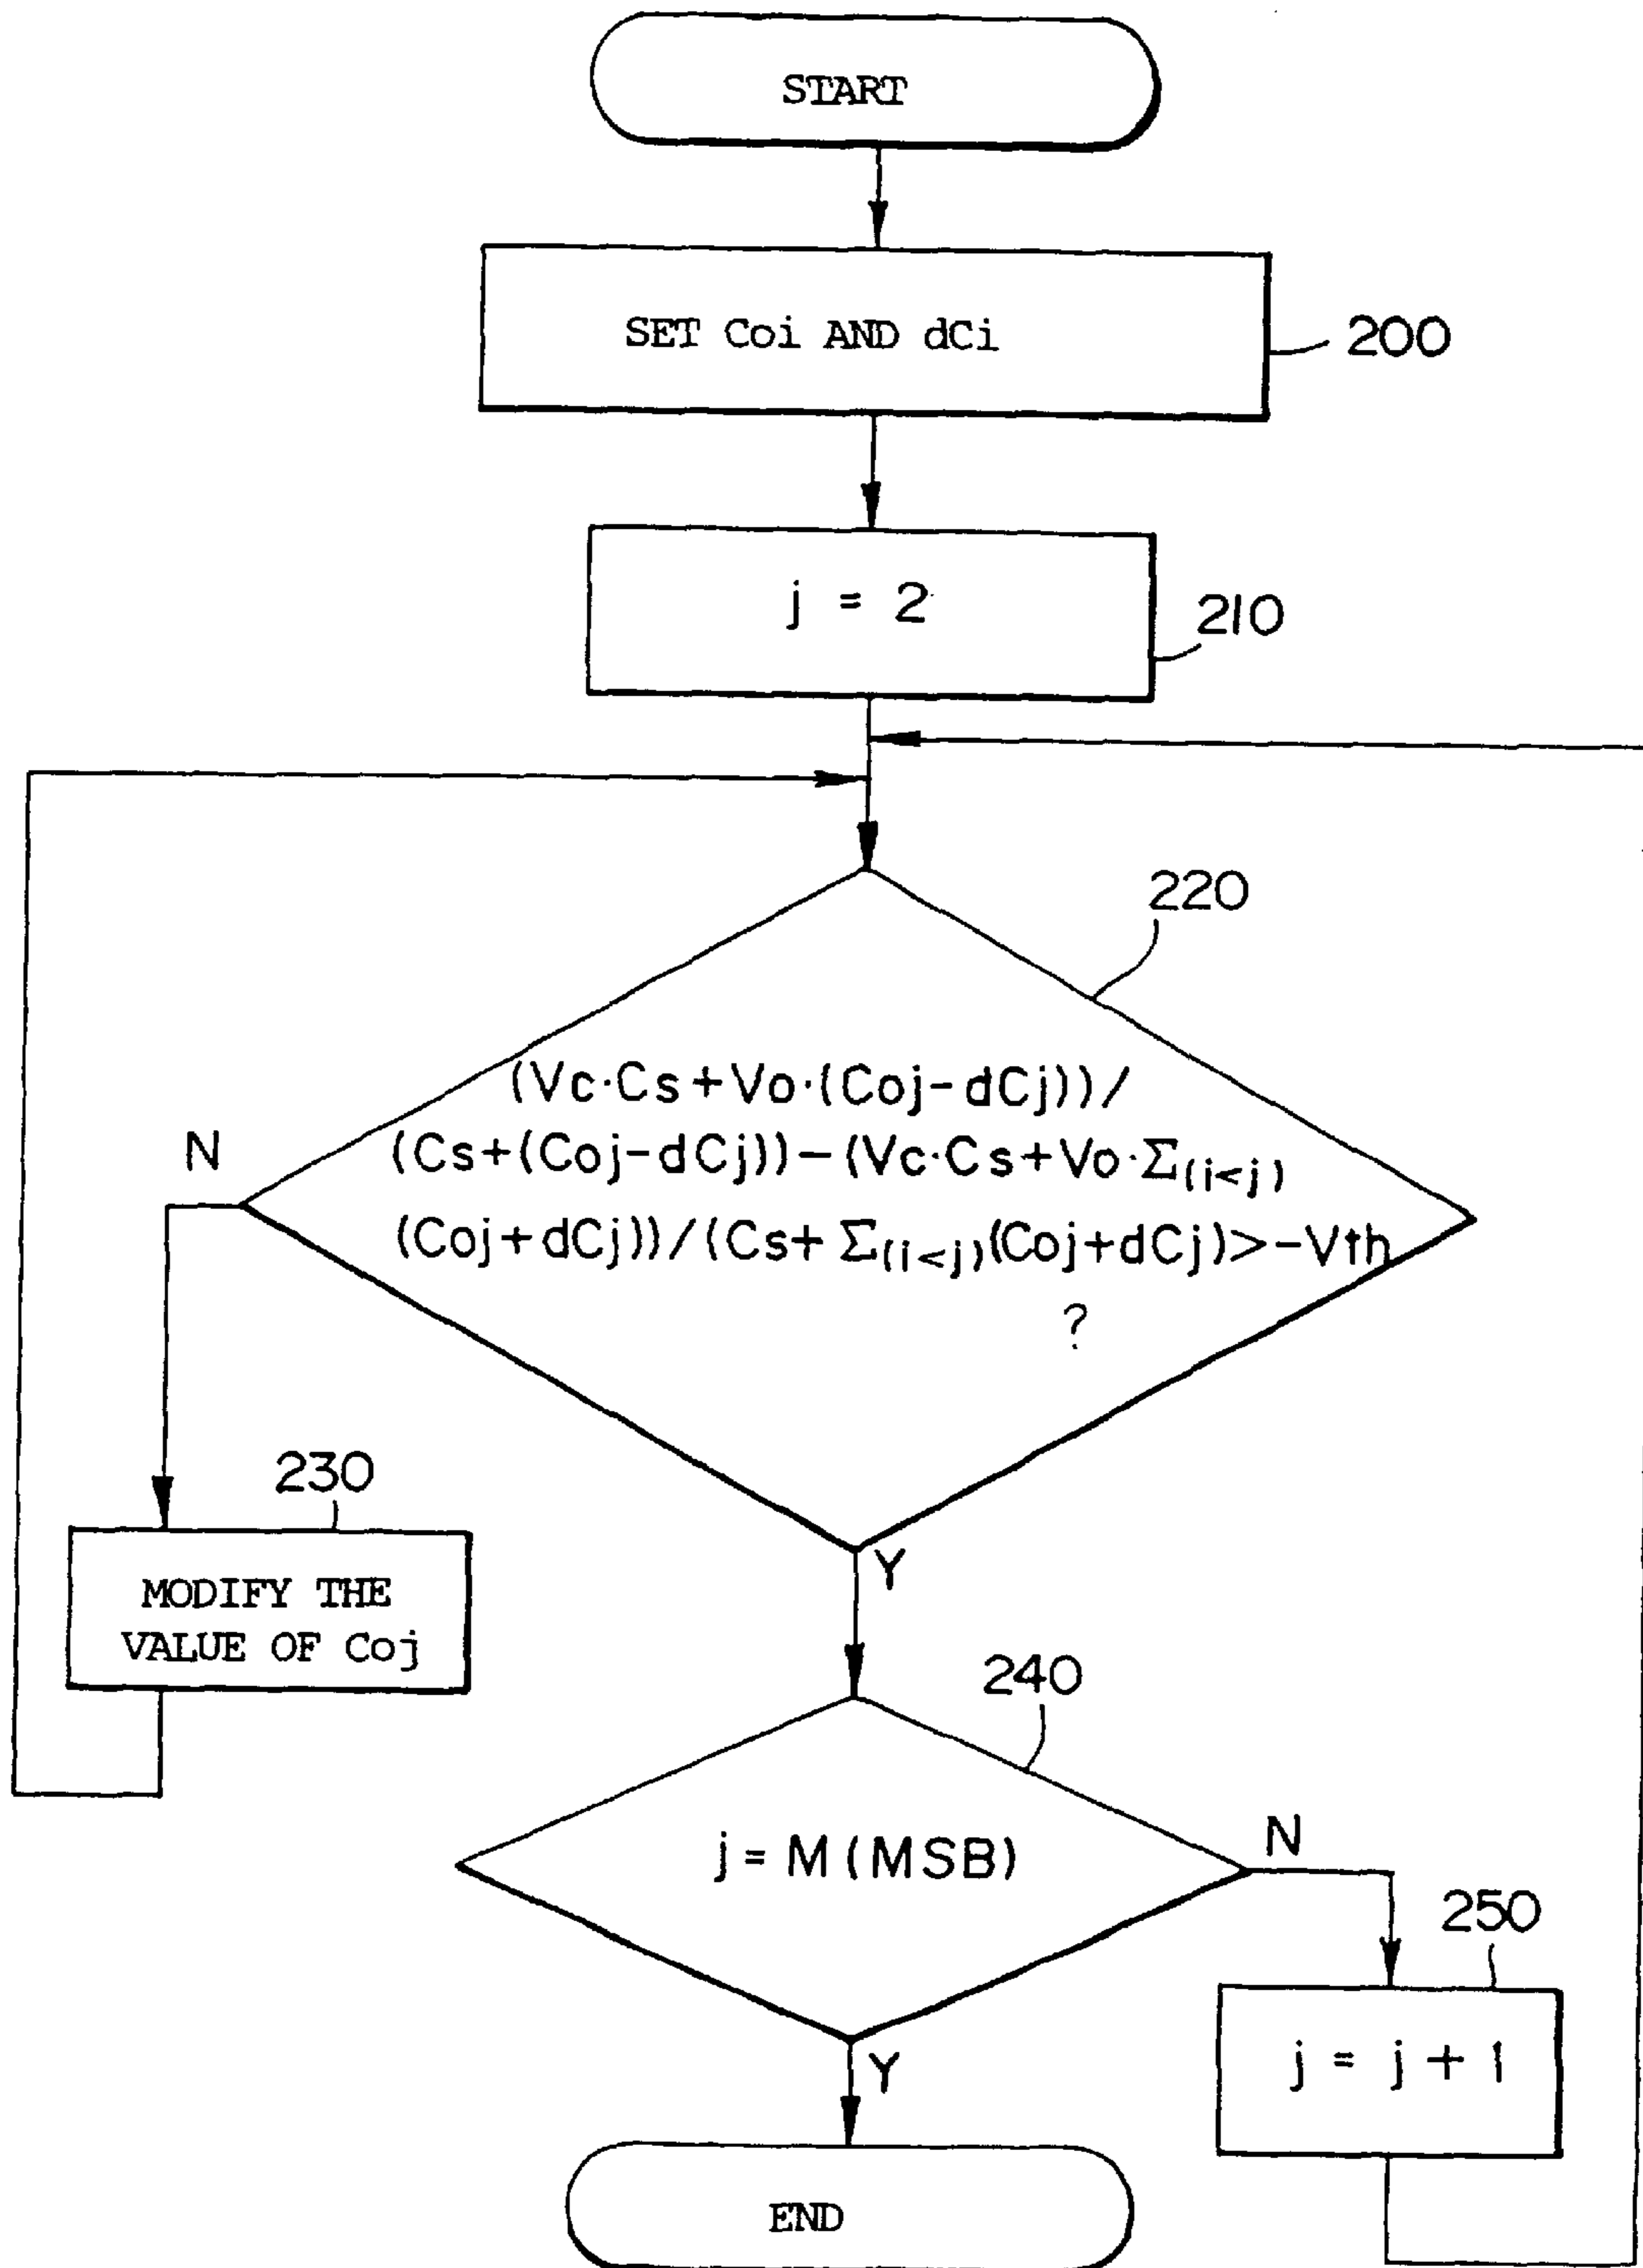 START
SET Coi AND dCi
200
j = 2
210
220
(Vc·Cs+Vo·(Coj-dCj))/
(Cs+(Coj-dCj))-(Vc·Cs+Vo·Σ(i<j)
(Coj+dCj))/(Cs+Σ(i<j)(Coj+dCj)>-Vth
?
N
Y
230
MODIFY THE
VALUE OF Coj
240
j = M (MSB)
N
Y
250
j = j + 1
END